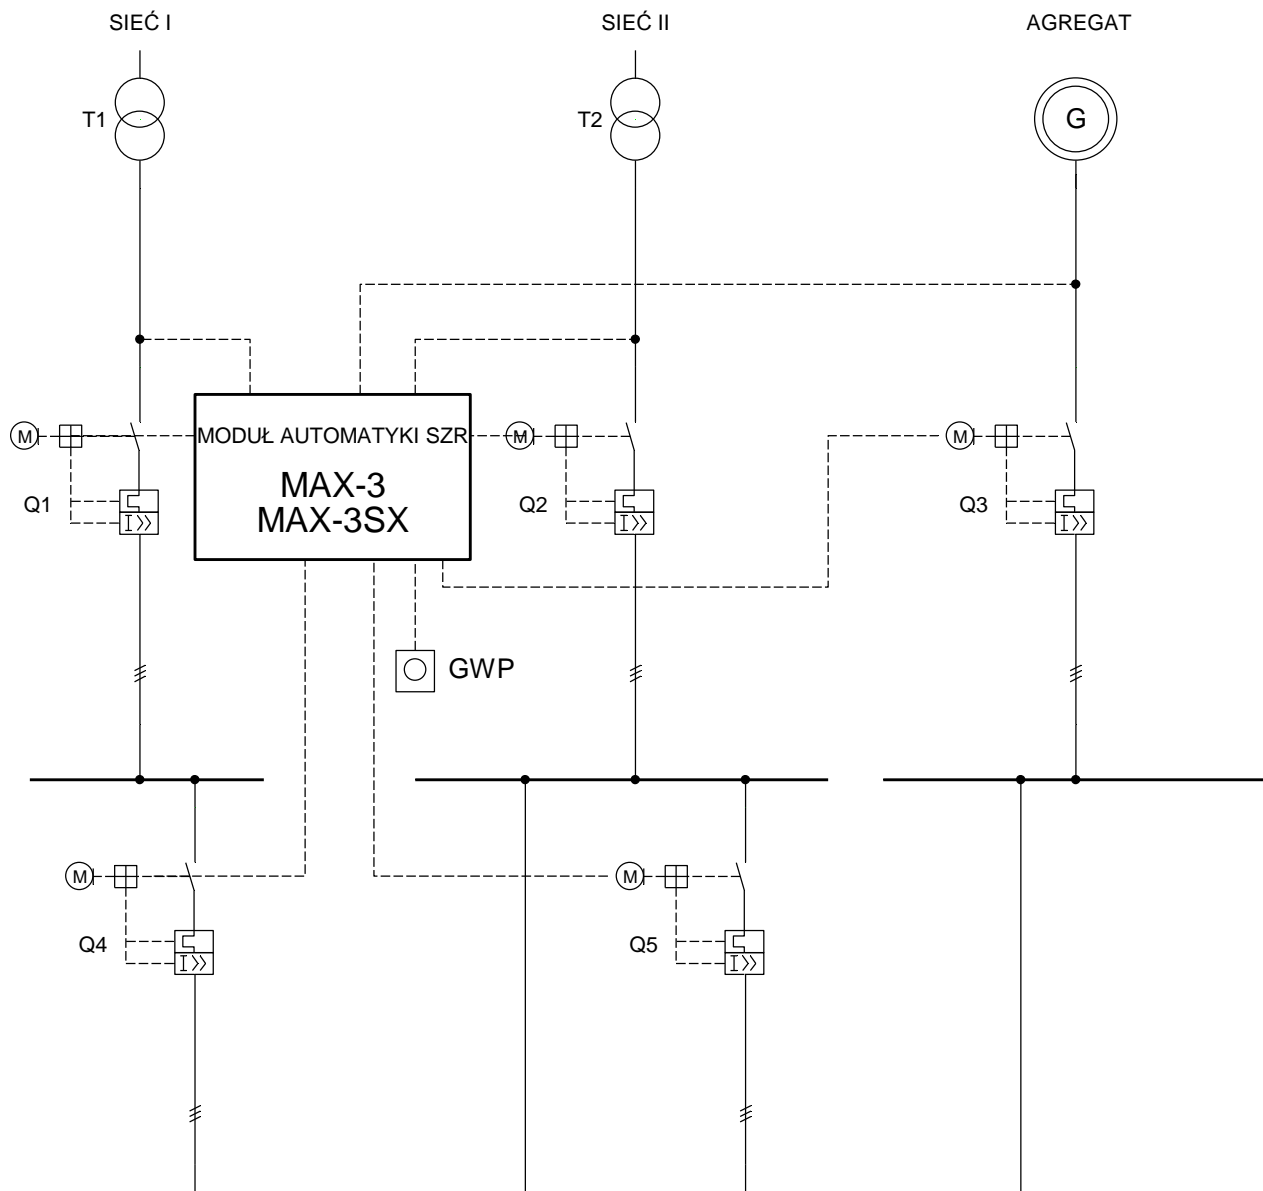 SIEĆ I
SIEĆ II
AGREGAT
T1
T2
G
M
MODUŁ AUTOMATYKI SZR
M
M
MAX-3
MAX-3SX
Q1
Q2
Q3
I >>
I >>
I >>
GWP
M
M
Q4
Q5
I >>
I >>